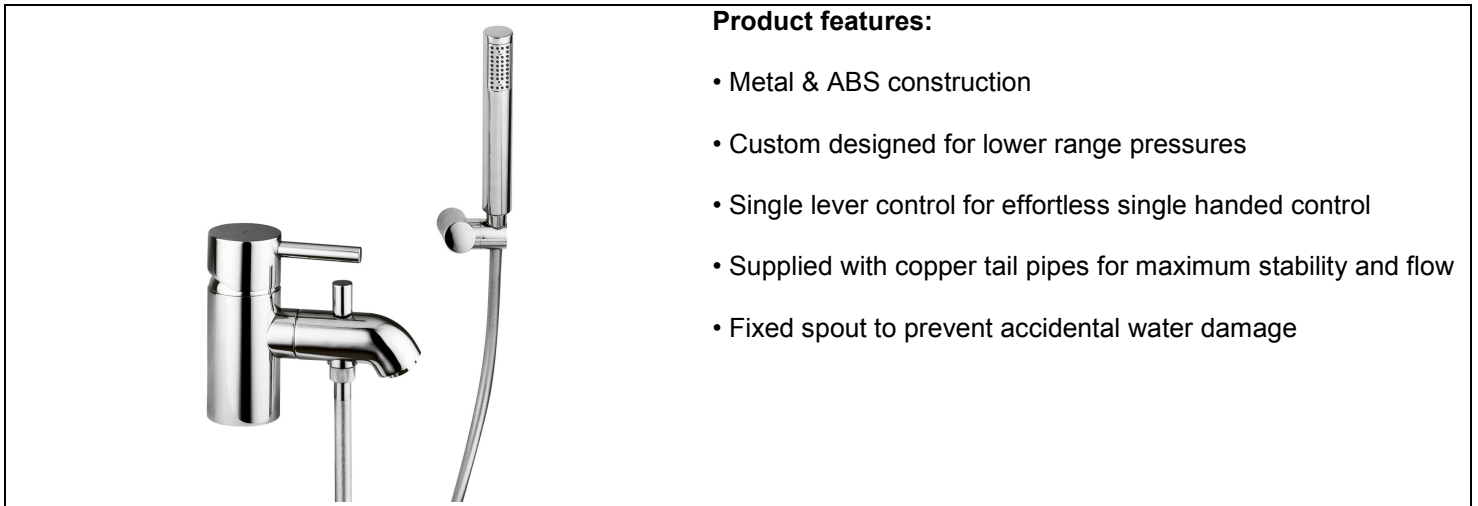 Product features:
• Metal & ABS construction
• Custom designed for lower range pressures
• Single lever control for effortless single handed control
• Supplied with copper tail pipes for maximum stability and flow
• Fixed spout to prevent accidental water damage